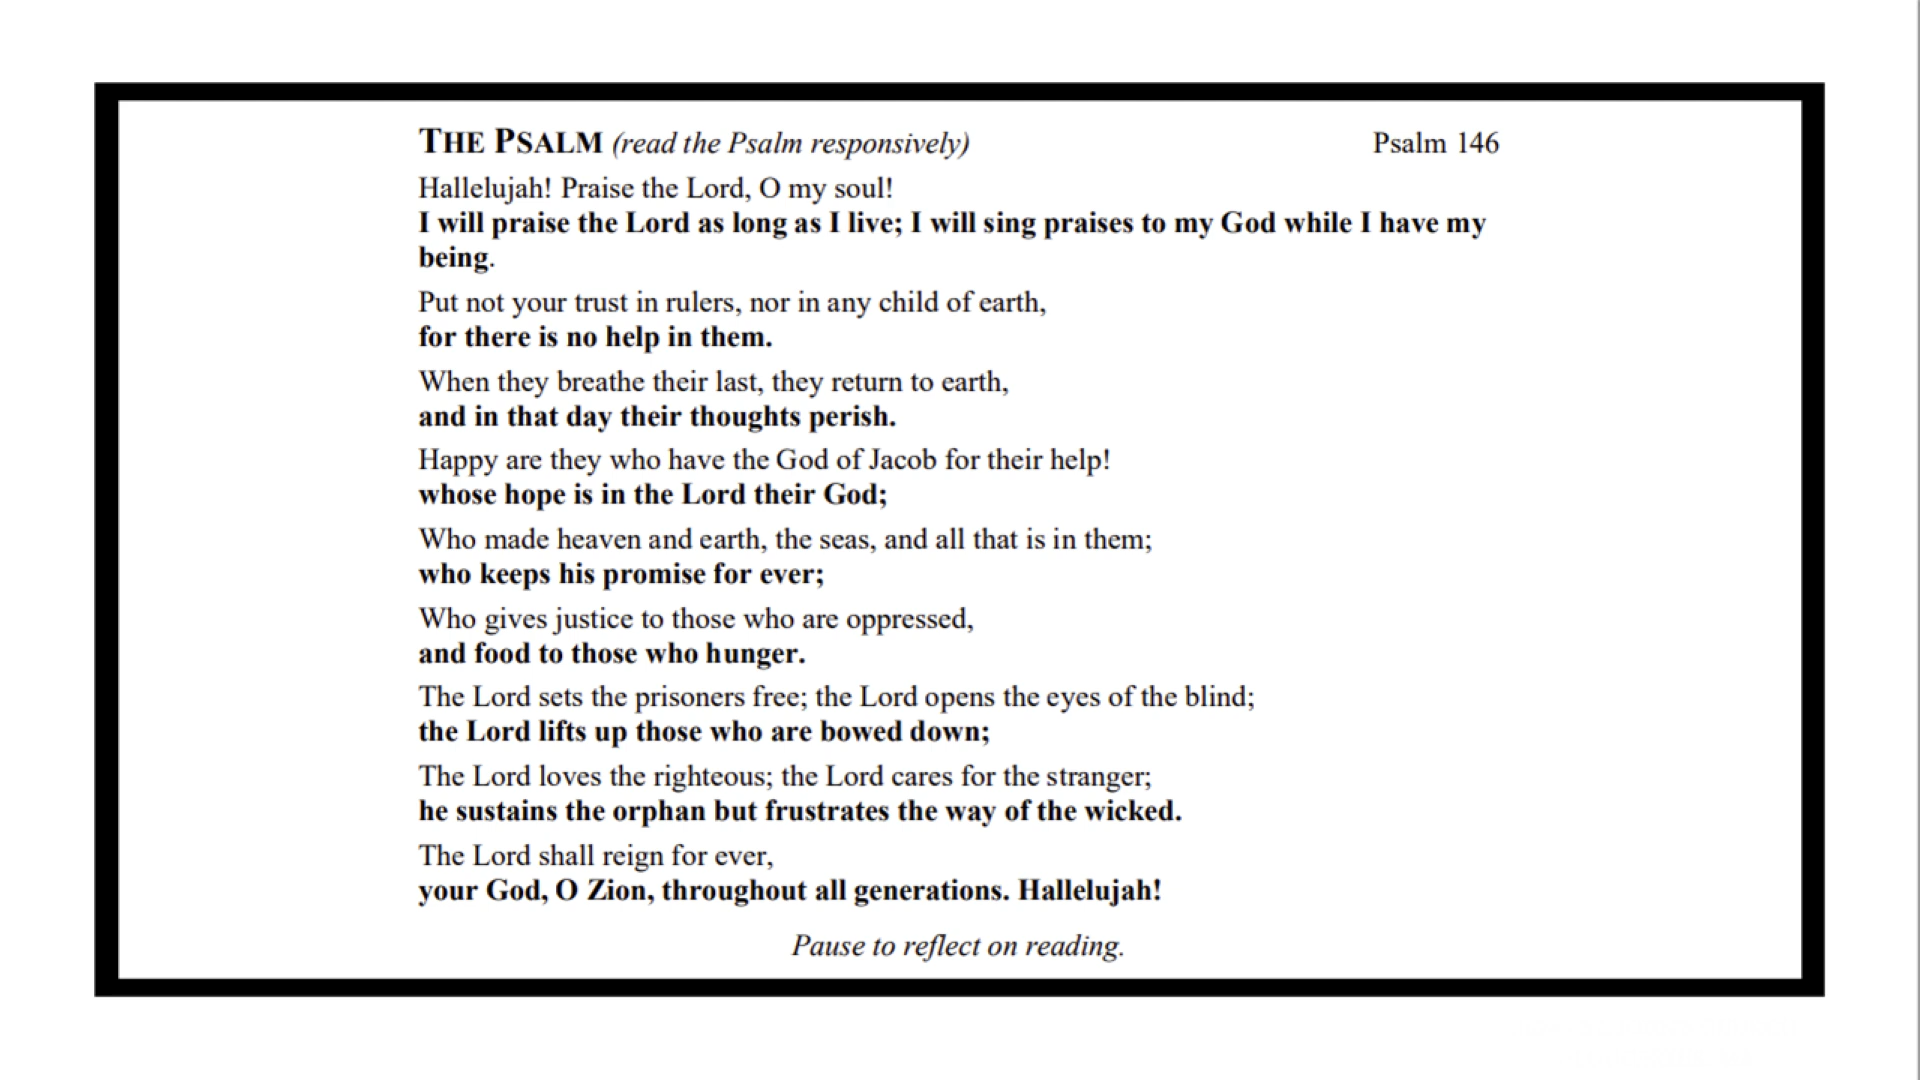 THE PSALM (read the Psalm responsively) Psalm 146
Hallelujah! Praise the Lord, O my soul!
I will praise the Lord as long as I live; I will sing praises to my God while I have my
being.
Put not your trust in rulers, nor in any child of earth,
for there is no help in them.
When they breathe their last, they return to earth,
and in that day their thoughts perish.
Happy are they who have the God of Jacob for their help!
whose hope is in the Lord their God;
Who made heaven and earth, the seas, and all that is in them;
who keeps his promise for ever;
Who gives justice to those who are oppressed,
and food to those who hunger.
The Lord sets the prisoners free; the Lord opens the eyes of the blind;
the Lord lifts up those who are bowed down;
The Lord loves the righteous; the Lord cares for the stranger;
he sustains the orphan but frustrates the way of the wicked.
The Lord shall reign for ever,
your God, O Zion, throughout all generations. Hallelujah!
Pause to reflect on reading.